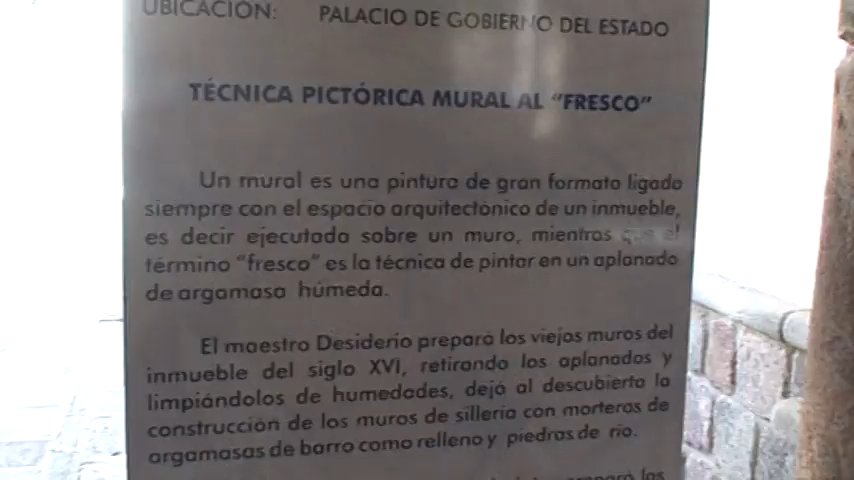 UBICACIÓN: PALACIO DE GOBIERNO DEL ESTADO
TÉCNICA PICTÓRICA MURAL AL "FRESCO"
Un mural es una pintura de gran formato ligado
siempre con el espacio arquitectónico de un inmueble,
es decir ejecutada sobre un muro, mientras que el
término "fresco" es la técnica de pintar en un aplanado
de argamasa húmeda.
El maestro Desiderio preparó los viejos muros del
inmueble del siglo XVI, retirando los aplanados y
limpiándolos de humedades, dejó al descubierto la
construcción de los muros de sillería con morteros de
argamasas de barro como relleno y piedras de río.
los